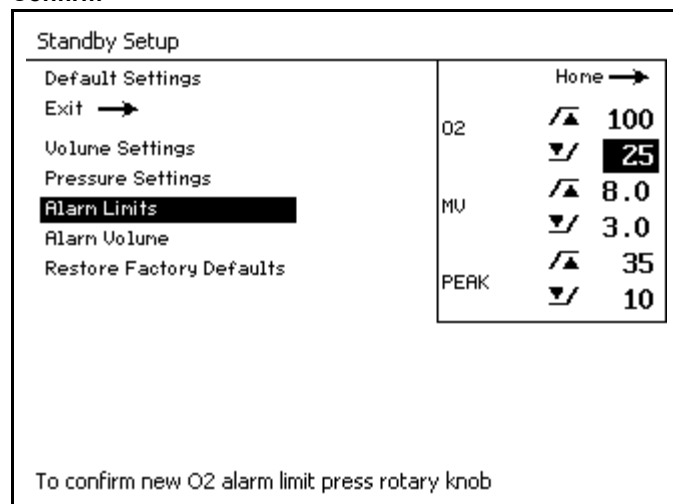 Standby Setup
Default Settings
Exit
Volume Settings
Pressure Settings
Alarm Limits
Alarm Volume
Restore Factory Defaults
Home
O2
100
25
MV
8.0
3.0
PEAK
35
10
To confirm new O2 alarm limit press rotary knob